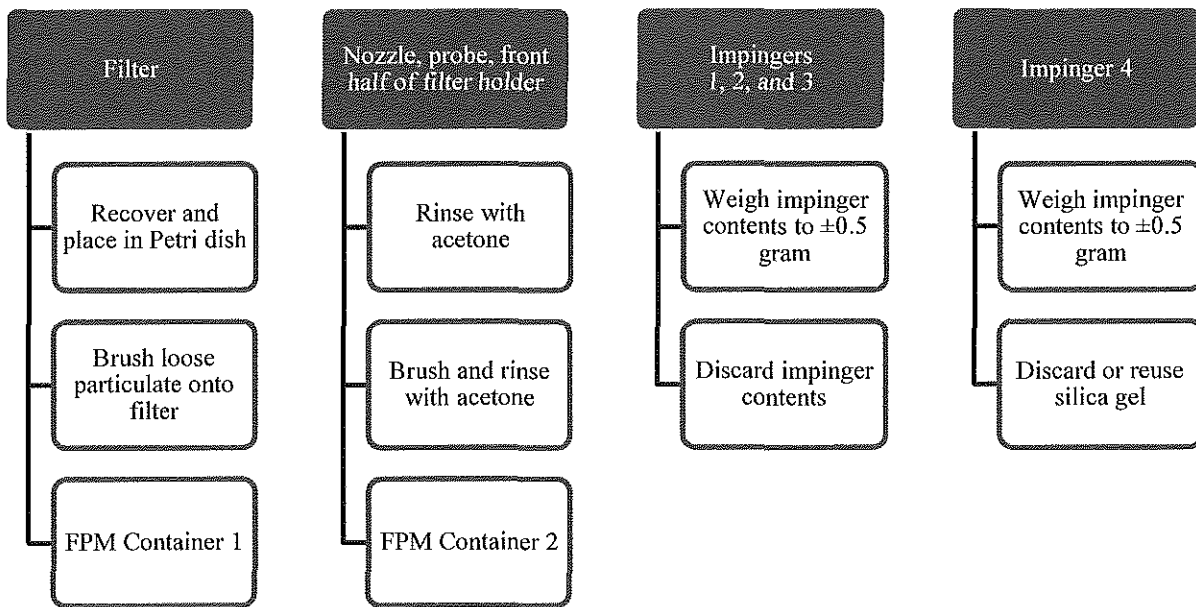 Filter
Recover and
place in Petri dish
Brush loose
particulate onto
filter
FPM Container 1
Nozzle, probe, front
half of filter holder
Rinse with
acetone
Brush and rinse
with acetone
FPM Container 2
Impingers
1, 2, and 3
Weigh impinger
contents to ±0.5
gram
Discard impinger
contents
Impinger 4
Weigh impinger
contents to ±0.5
gram
Discard or reuse
silica gel